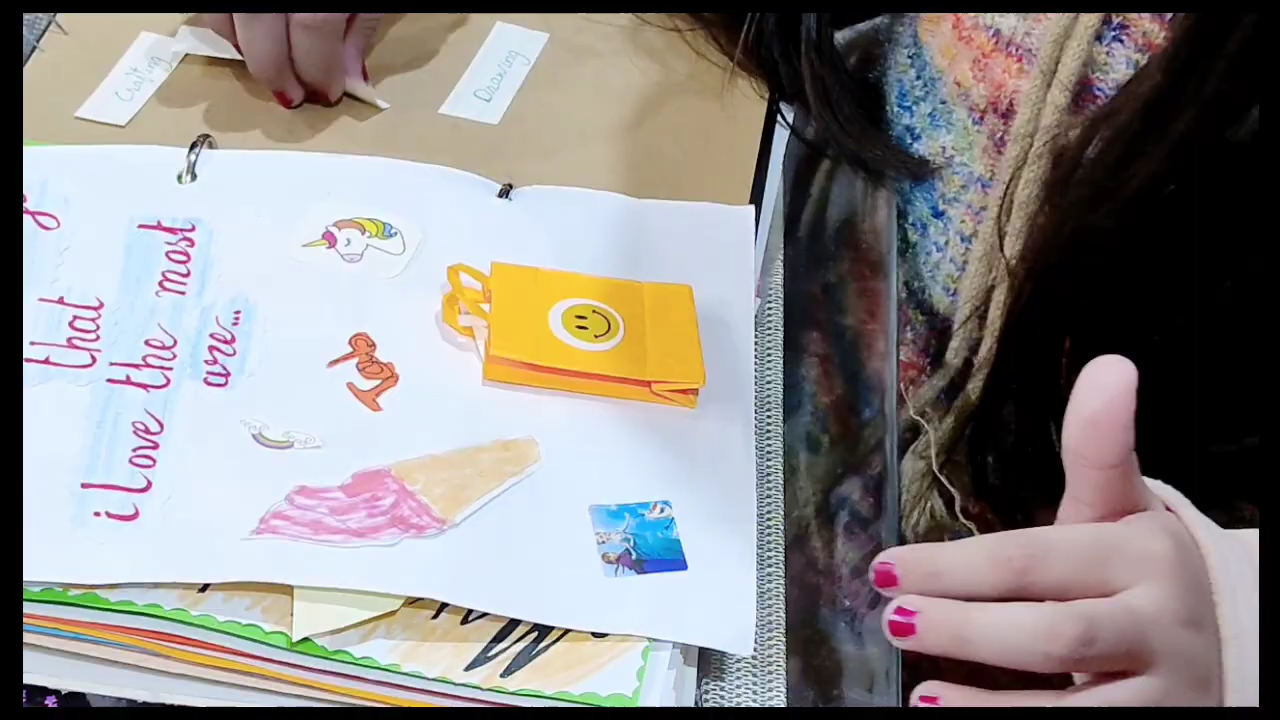 Crafting
Drawing
that
i Love the most
are...